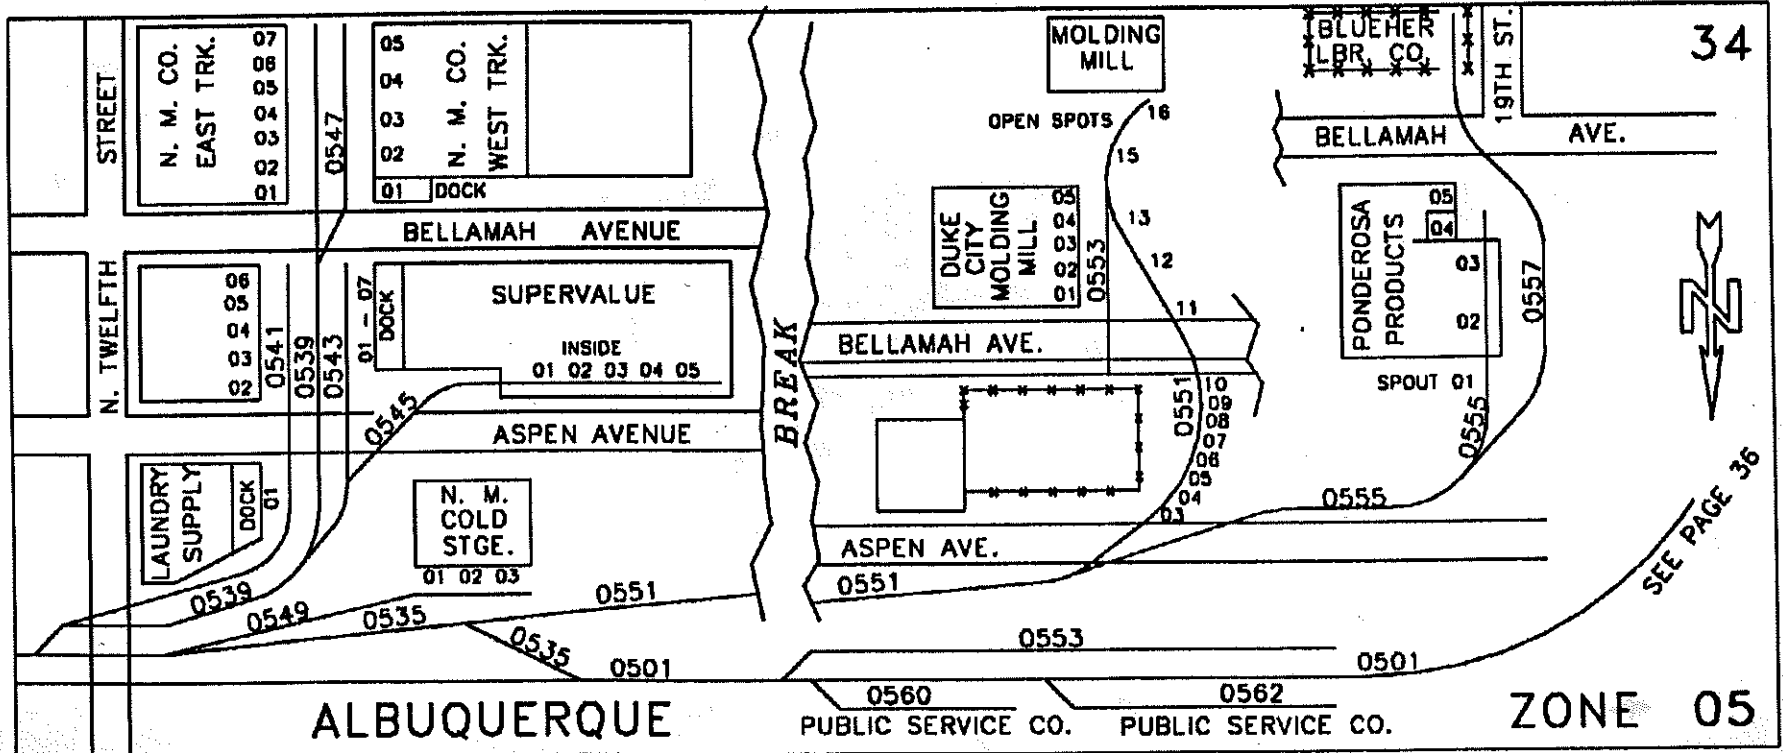 34
STREET
N. M. CO.
EAST TRK.
07
06
05
04
03
02
01
0547
05
04
03
02
01
DOCK
N. M. CO.
WEST TRK.
BELLAMAH AVENUE
N. TWELFTH
06
05
04
03
02
0541
0539
0543
01 - 07
DOCK
SUPERVALUE
INSIDE
01 02 03 04 05
0545
ASPEN AVENUE
LAUNDRY
SUPPLY
DOCK
01
N. M.
COLD
STGE.
01 02 03
0539
0549
0535
0551
0535
0501
BREAK
MOLDING
MILL
OPEN SPOTS
16
15
13
12
11
DUKE
CITY
MOLDING
MILL
05
04
03
02
01
0553
BELLAMAH AVE.
0551
10
09
08
07
06
05
04
03
ASPEN AVE.
0551
0553
0501
BLUEHER
LBR. CO.
19TH ST.
BELLAMAH AVE.
PONDEROSA
PRODUCTS
05
04
03
02
SPOUT 01
0557
0555
0555
SEE PAGE 36
0560
PUBLIC SERVICE CO.
0562
PUBLIC SERVICE CO.
ALBUQUERQUE
ZONE 05
N